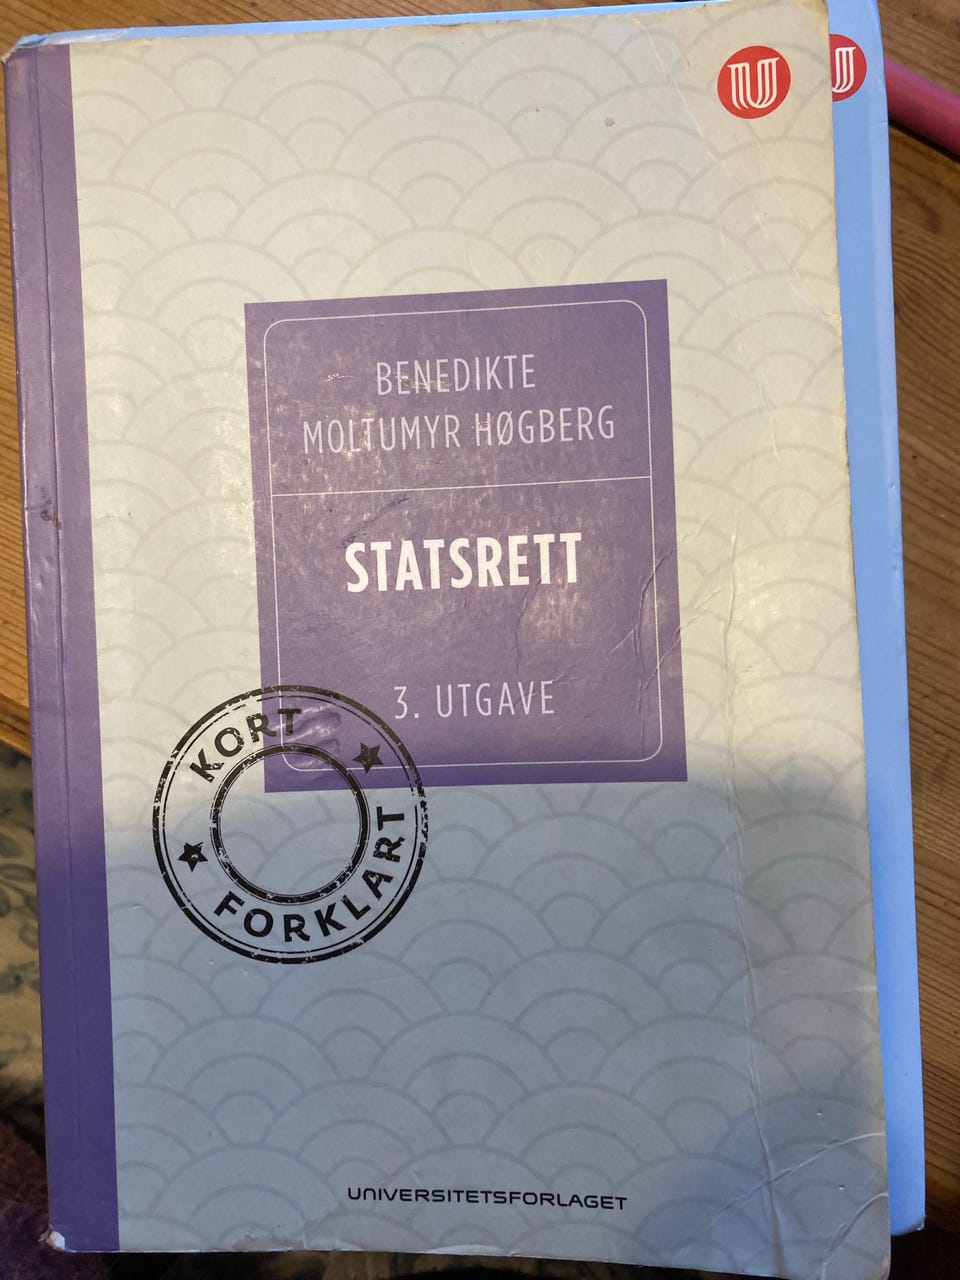 U
U
BENEDIKTE
MOLTUMYR HØGBERG
STATSRETT
3. UTGAVE
KORT
FORKLART
UNIVERSITETSFORLAGET